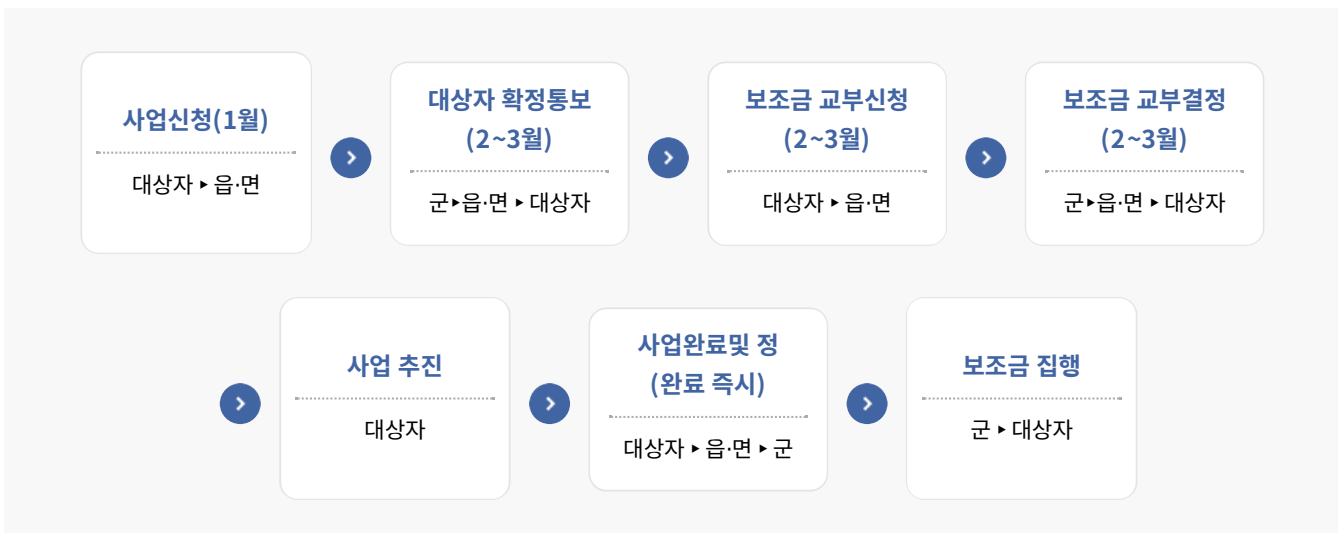 사업신청(1월)
대상자 ▸ 읍·면
대상자 확정통보
(2~3월)
군▸읍·면 ▸ 대상자
보조금 교부신청
(2~3월)
대상자 ▸ 읍·면
보조금 교부결정
(2~3월)
군▸읍·면 ▸ 대상자
사업 추진
대상자
사업완료및 정
(완료 즉시)
대상자 ▸ 읍·면 ▸ 군
보조금 집행
군 ▸ 대상자